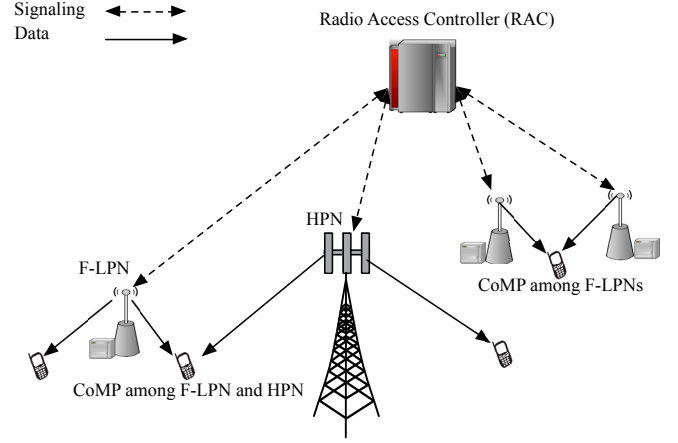 Signaling
Data
Radio Access Controller (RAC)
HPN
F-LPN
CoMP among F-LPNs
CoMP among F-LPN and HPN